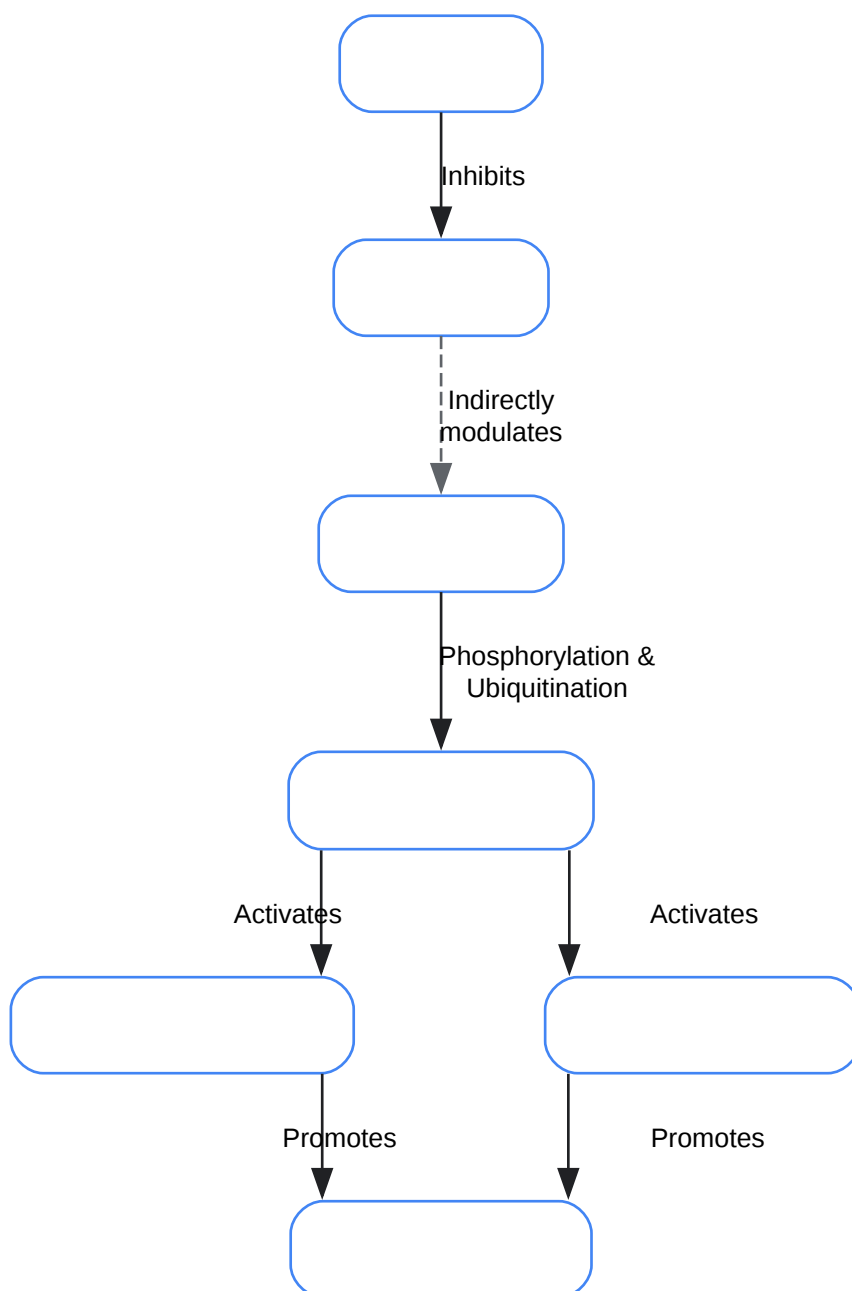 Inhibits
Indirectly
modulates
Phosphorylation &
Ubiquitination
Activates
Activates
Promotes
Promotes